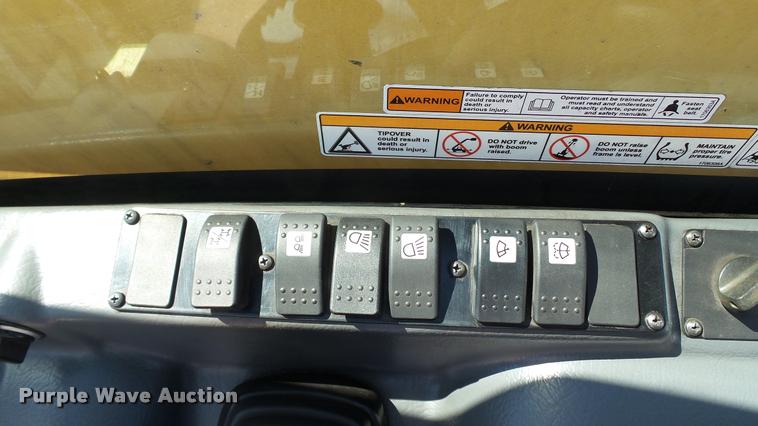 WARNING
Failure to comply
could result in
death or
serious injury.
Operator must be trained and
must read and understand
all capacity charts, operator
and safety manuals.
Fasten
seat
belt.
WARNING
TIPOVER
could result in
death or
serious injury.
DO NOT drive
with boom
raised.
DO NOT raise
boom unless
frame is level.
MAINTAIN
proper tire
pressure.
Purple Wave Auction